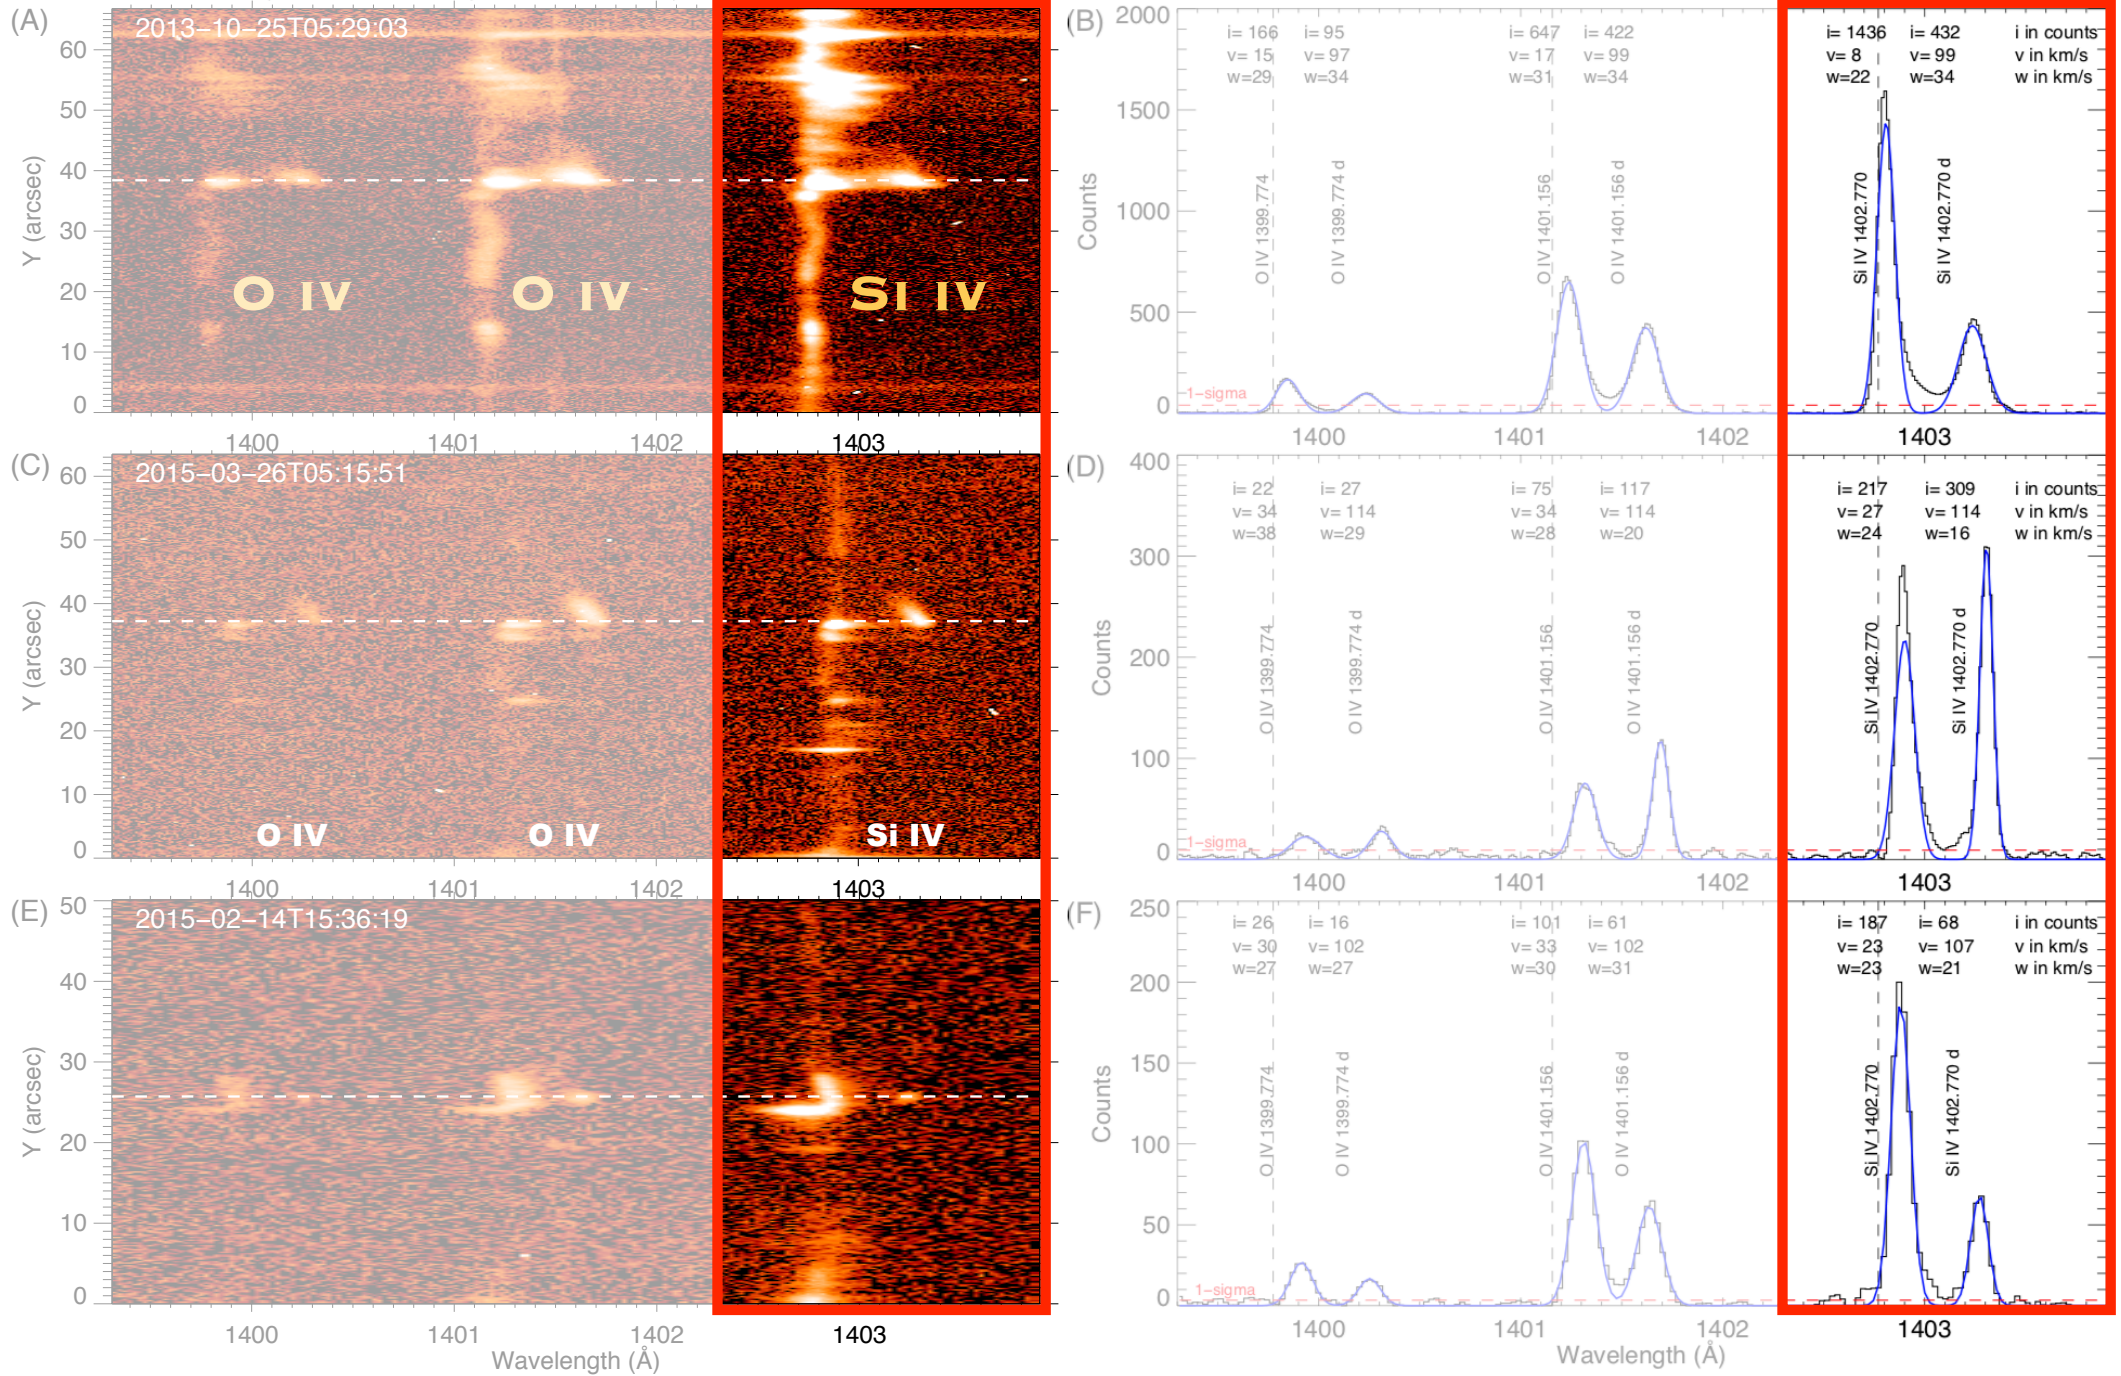 (A)
2013-10-25T05:29:03
60
50
40
30
20
10
0
Y (arcsec)
O IV
O IV
Si IV
1400
1401
1402
1403
(B)
2000
1500
1000
500
0
Counts
i= 166
v= 15
w=29
i= 95
v= 97
w=34
i= 647
v= 17
w=31
i= 422
v= 99
w=34
i= 1436
v= 8
w=22
i= 432
v= 99
w=34
i in counts
v in km/s
w in km/s
O IV 1399.774
O IV 1399.774 d
O IV 1401.156
O IV 1401.156 d
Si IV 1402.770
Si IV 1402.770 d
1-sigma
1400
1401
1402
1403
(C)
2015-03-26T05:15:51
60
50
40
30
20
10
0
Y (arcsec)
O IV
O IV
Si IV
1400
1401
1402
1403
(D)
400
300
200
100
0
Counts
i= 22
v= 34
w=38
i= 27
v= 114
w=29
i= 75
v= 34
w=28
i= 117
v= 114
w=20
i= 217
v= 27
w=24
i= 309
v= 114
w=16
i in counts
v in km/s
w in km/s
O IV 1399.774
O IV 1399.774 d
O IV 1401.156
O IV 1401.156 d
Si IV 1402.770
Si IV 1402.770 d
1-sigma
1400
1401
1402
1403
(E)
2015-02-14T15:36:19
50
40
30
20
10
0
Y (arcsec)
1400
1401
1402
1403
Wavelength (Å)
(F)
250
200
150
100
50
0
Counts
i= 26
v= 30
w=27
i= 16
v= 102
w=27
i= 101
v= 33
w=30
i= 61
v= 102
w=31
i= 187
v= 23
w=23
i= 68
v= 107
w=21
i in counts
v in km/s
w in km/s
O IV 1399.774
O IV 1399.774 d
O IV 1401.156
O IV 1401.156 d
Si IV 1402.770
Si IV 1402.770 d
1-sigma
1400
1401
1402
1403
Wavelength (Å)